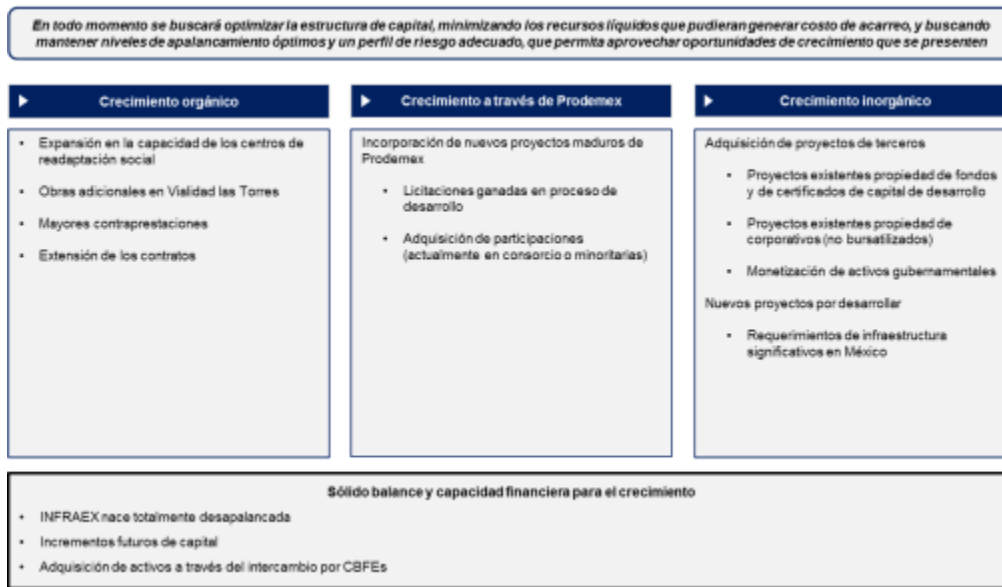 En todo momento se buscará optimizar la estructura de capital, minimizando los recursos líquidos que pudieran generar costo de acarreo, y buscando
mantener niveles de apalancamiento óptimos y un perfil de riesgo adecuado, que permita aprovechar oportunidades de crecimiento que se presenten
Crecimiento orgánico
• Expansión en la capacidad de los centros de
readaptación social
• Obras adicionales en Vialidad las Torres
• Mayores contraprestaciones
• Extensión de los contratos
Crecimiento a través de Prodemex
Incorporación de nuevos proyectos maduros de
Prodemex
• Licitaciones ganadas en proceso de
desarrollo
• Adquisición de participaciones
(actualmente en consorcio o minoritarias)
Crecimiento inorgánico
Adquisición de proyectos de terceros
• Proyectos existentes propiedad de fondos
y de certificados de capital de desarrollo
• Proyectos existentes propiedad de
corporativos (no bursatilizados)
• Monetización de activos gubernamentales
Nuevos proyectos por desarrollar
• Requerimientos de infraestructura
significativos en México
Sólido balance y capacidad financiera para el crecimiento
• INFRAEX nace totalmente desapalancada
• Incrementos futuros de capital
• Adquisición de activos a través del intercambio por CBFEs